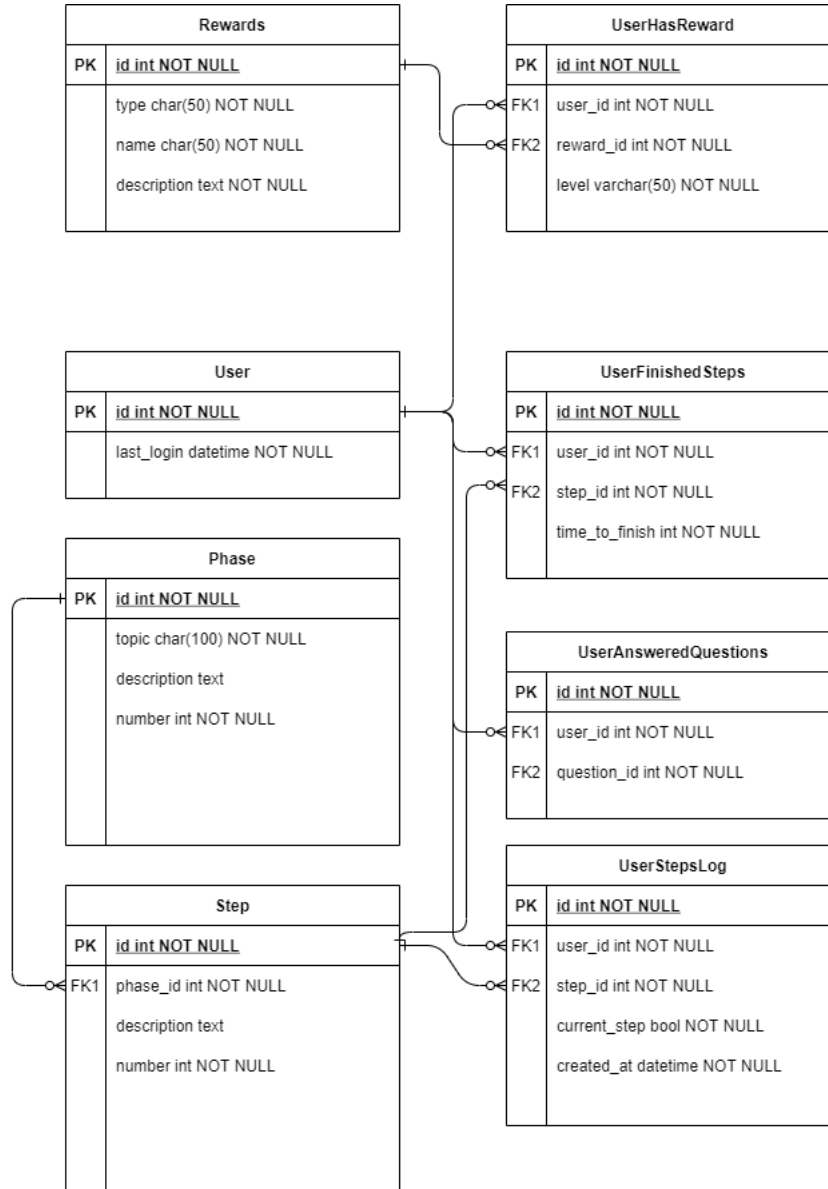 Rewards
PK id int NOT NULL
type char(50) NOT NULL
name char(50) NOT NULL
description text NOT NULL
UserHasReward
PK id int NOT NULL
FK1 user_id int NOT NULL
FK2 reward_id int NOT NULL
level varchar(50) NOT NULL
User
PK id int NOT NULL
last_login datetime NOT NULL
UserFinishedSteps
PK id int NOT NULL
FK1 user_id int NOT NULL
FK2 step_id int NOT NULL
time_to_finish int NOT NULL
Phase
PK id int NOT NULL
topic char(100) NOT NULL
description text
number int NOT NULL
UserAnsweredQuestions
PK id int NOT NULL
FK1 user_id int NOT NULL
FK2 question_id int NOT NULL
Step
PK id int NOT NULL
FK1 phase_id int NOT NULL
description text
number int NOT NULL
UserStepsLog
PK id int NOT NULL
FK1 user_id int NOT NULL
FK2 step_id int NOT NULL
current_step bool NOT NULL
created_at datetime NOT NULL